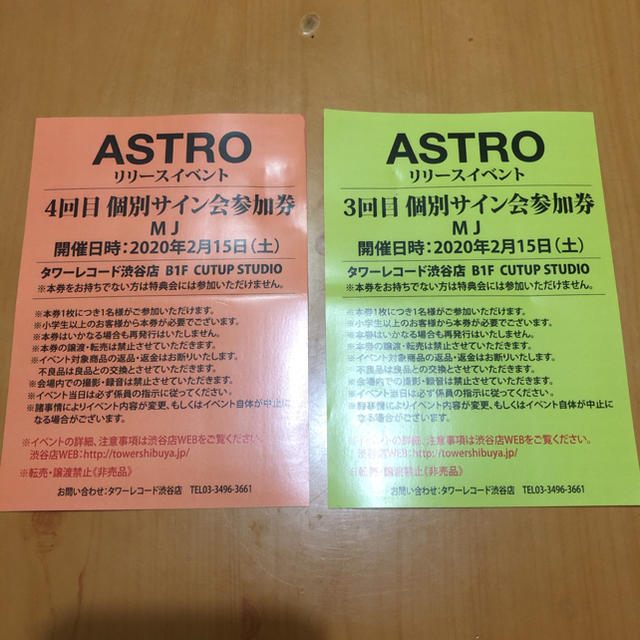 ASTRO
リリースイベント
4回目 個別サイン会参加券
MJ
開催日時：2020年2月15日（土）
タワーレコード渋谷店 B1F CUTUP STUDIO
※本券をお持ちでない方は特典会には参加いただけません。
※本券1枚につき1名様がご参加いただけます。
※小学生以上のお客様から本券が必要でございます。
※本券はいかなる場合も再発行はいたしません。
※本券の譲渡・転売は禁止させていただきます。
※イベント対象商品の返品・返金はお断りいたします。
不良品は良品との交換とさせていただきます。
※会場内での撮影・録音は禁止させていただきます。
※イベント当日は必ず係員の指示に従ってください。
※諸事情によりイベント内容が変更、もしくはイベント自体が中止に
なる場合がございます。
※イベントの詳細、注意事項は渋谷店WEBをご覧ください。
渋谷店WEB：http://towershibuya.jp/
※転売・譲渡禁止《非売品》
お問い合わせ：タワーレコード渋谷店 TEL03-3496-3661
ASTRO
リリースイベント
3回目 個別サイン会参加券
MJ
開催日時：2020年2月15日（土）
タワーレコード渋谷店 B1F CUTUP STUDIO
※本券をお持ちでない方は特典会には参加いただけません。
※本券1枚につき1名様がご参加いただけます。
※小学生以上のお客様から本券が必要でございます。
※本券はいかなる場合も再発行はいたしません。
※本券の譲渡・転売は禁止させていただきます。
※イベント対象商品の返品・返金はお断りいたします。
不良品は良品との交換とさせていただきます。
※会場内での撮影・録音は禁止させていただきます。
※イベント当日は必ず係員の指示に従ってください。
※諸事情によりイベント内容が変更、もしくはイベント自体が中止に
なる場合がございます。
※イベントの詳細、注意事項は渋谷店WEBをご覧ください。
渋谷店WEB：http://towershibuya.jp/
※転売・譲渡禁止《非売品》
お問い合わせ：タワーレコード渋谷店 TEL03-3496-3661